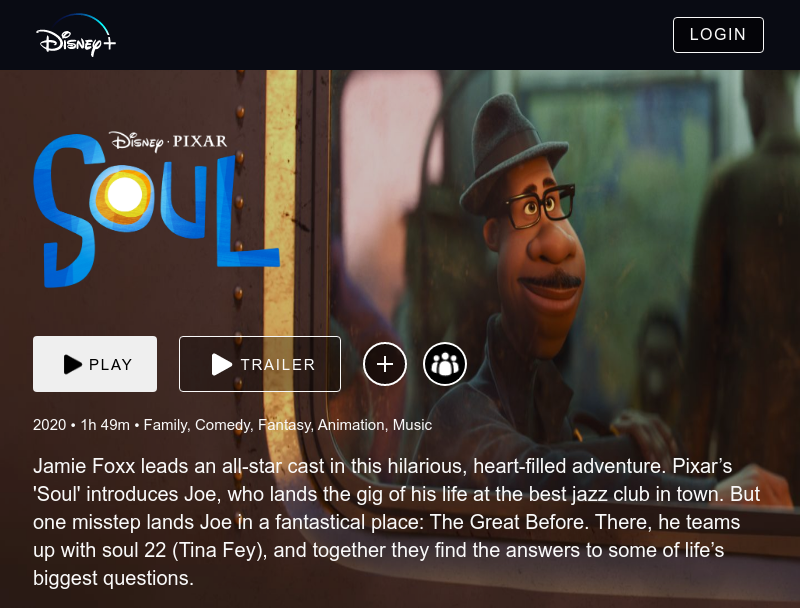 Disney+
LOGIN
Disney · PIXAR
SOUL
PLAY
TRAILER
2020 • 1h 49m • Family, Comedy, Fantasy, Animation, Music
Jamie Foxx leads an all-star cast in this hilarious, heart-filled adventure. Pixar’s
'Soul' introduces Joe, who lands the gig of his life at the best jazz club in town. But
one misstep lands Joe in a fantastical place: The Great Before. There, he teams
up with soul 22 (Tina Fey), and together they find the answers to some of life’s
biggest questions.